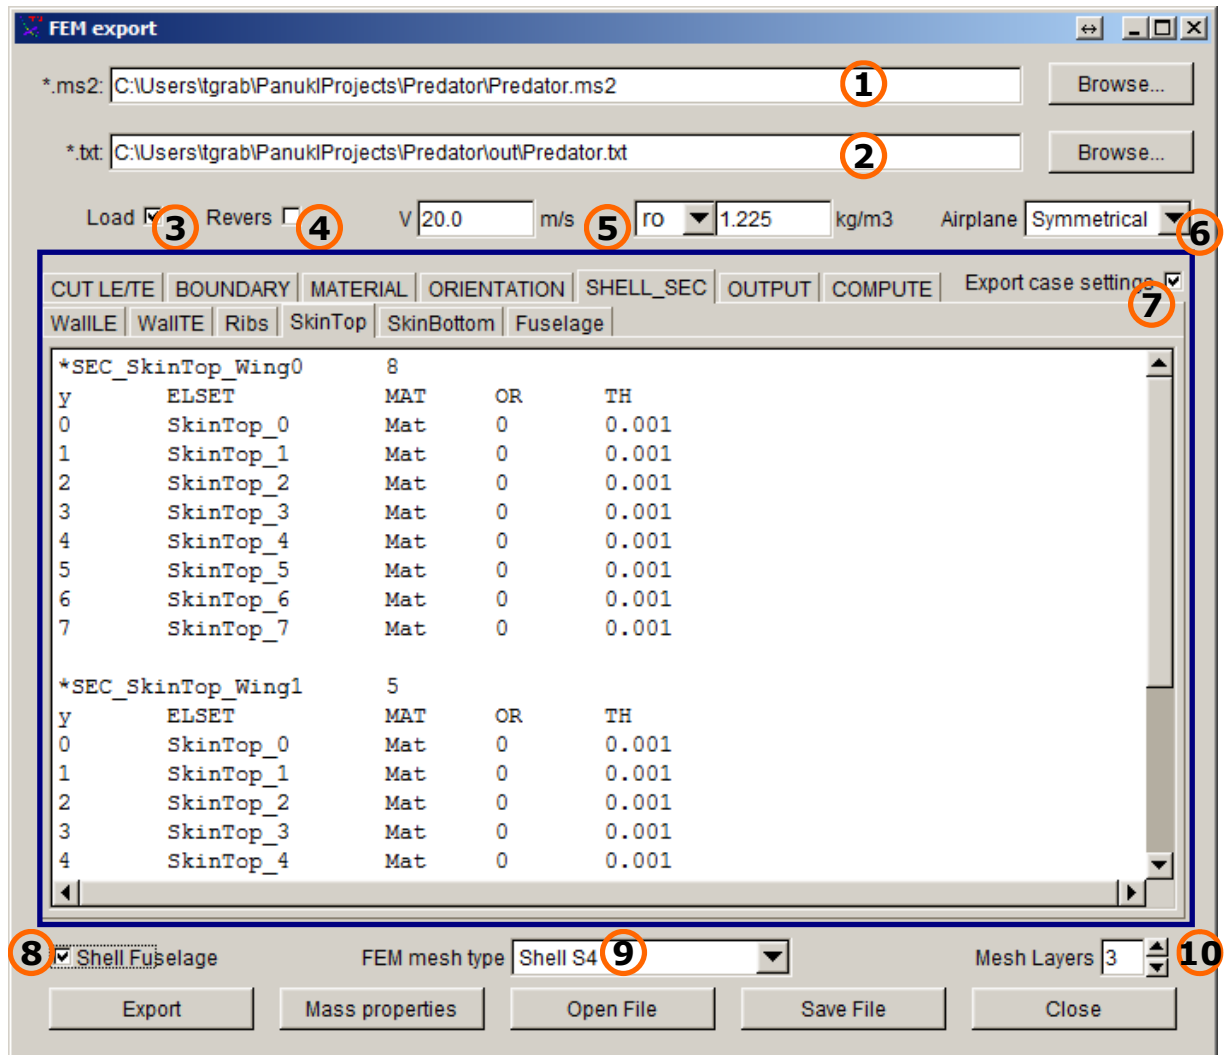 FEM export
*.ms2: C:\Users\tgrab\PanuklProjects\Predator\Predator.ms2 1 Browse...
*.txt: C:\Users\tgrab\PanuklProjects\Predator\out\Predator.txt 2 Browse...
Load 3 Revers 4 V 20.0 m/s 5 ro 1.225 kg/m3 Airplane Symmetrical 6
CUT LE/TE BOUNDARY MATERIAL ORIENTATION SHELL_SEC OUTPUT COMPUTE Export case settings 7
WallLE WallTE Ribs SkinTop SkinBottom Fuselage
*SEC_SkinTop_Wing0 8
y ELSET MAT OR TH
0 SkinTop_0 Mat 0 0.001
1 SkinTop_1 Mat 0 0.001
2 SkinTop_2 Mat 0 0.001
3 SkinTop_3 Mat 0 0.001
4 SkinTop_4 Mat 0 0.001
5 SkinTop_5 Mat 0 0.001
6 SkinTop_6 Mat 0 0.001
7 SkinTop_7 Mat 0 0.001
*SEC_SkinTop_Wing1 5
y ELSET MAT OR TH
0 SkinTop_0 Mat 0 0.001
1 SkinTop_1 Mat 0 0.001
2 SkinTop_2 Mat 0 0.001
3 SkinTop_3 Mat 0 0.001
4 SkinTop_4 Mat 0 0.001
8 Shell Fuselage FEM mesh type Shell S4 9 Mesh Layers 3 10
Export Mass properties Open File Save File Close